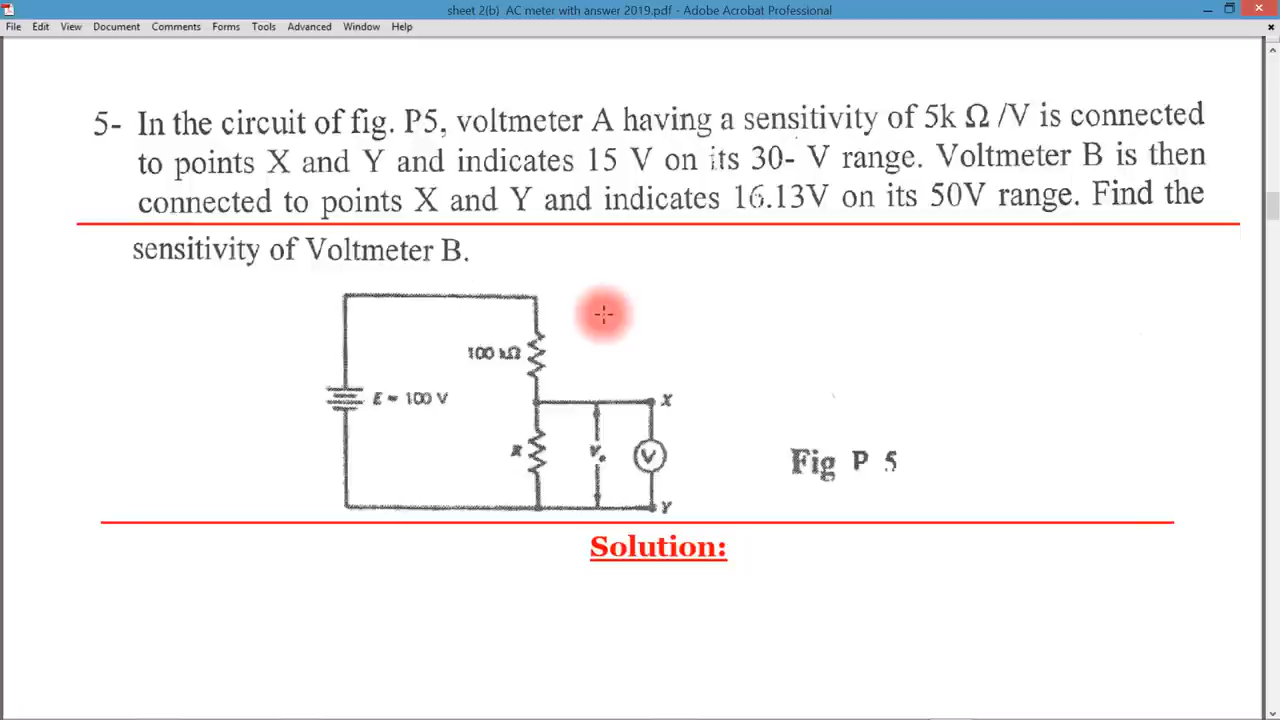 sheet 2(b)  AC meter with answer 2019.pdf - Adobe Acrobat Professional
File Edit View Document Comments Forms Tools Advanced Window Help
5- In the circuit of fig. P5, voltmeter A having a sensitivity of 5k Ω /V is connected
to points X and Y and indicates 15 V on its 30- V range. Voltmeter B is then
connected to points X and Y and indicates 16.13V on its 50V range. Find the
sensitivity of Voltmeter B.
100 kΩ
E = 100 V
X
R
V
Y
Fig P 5
Solution: